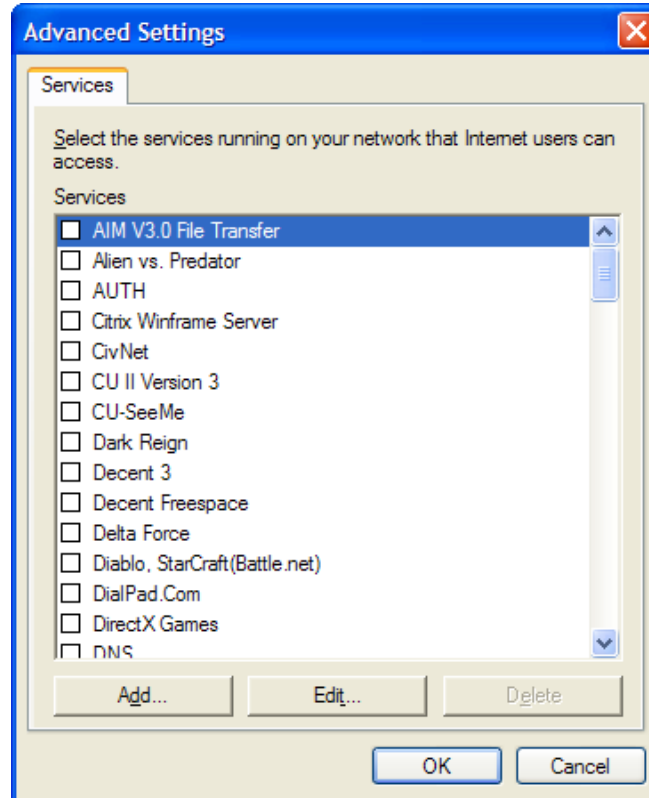 Advanced Settings
Services
Select the services running on your network that Internet users can
access.
Services
AIM V3.0 File Transfer
Alien vs. Predator
AUTH
Citrix Winframe Server
CivNet
CU II Version 3
CU-SeeMe
Dark Reign
Decent 3
Decent Freespace
Delta Force
Diablo, StarCraft(Battle.net)
DialPad.Com
DirectX Games
DNS
Add...
Edit...
Delete
OK
Cancel